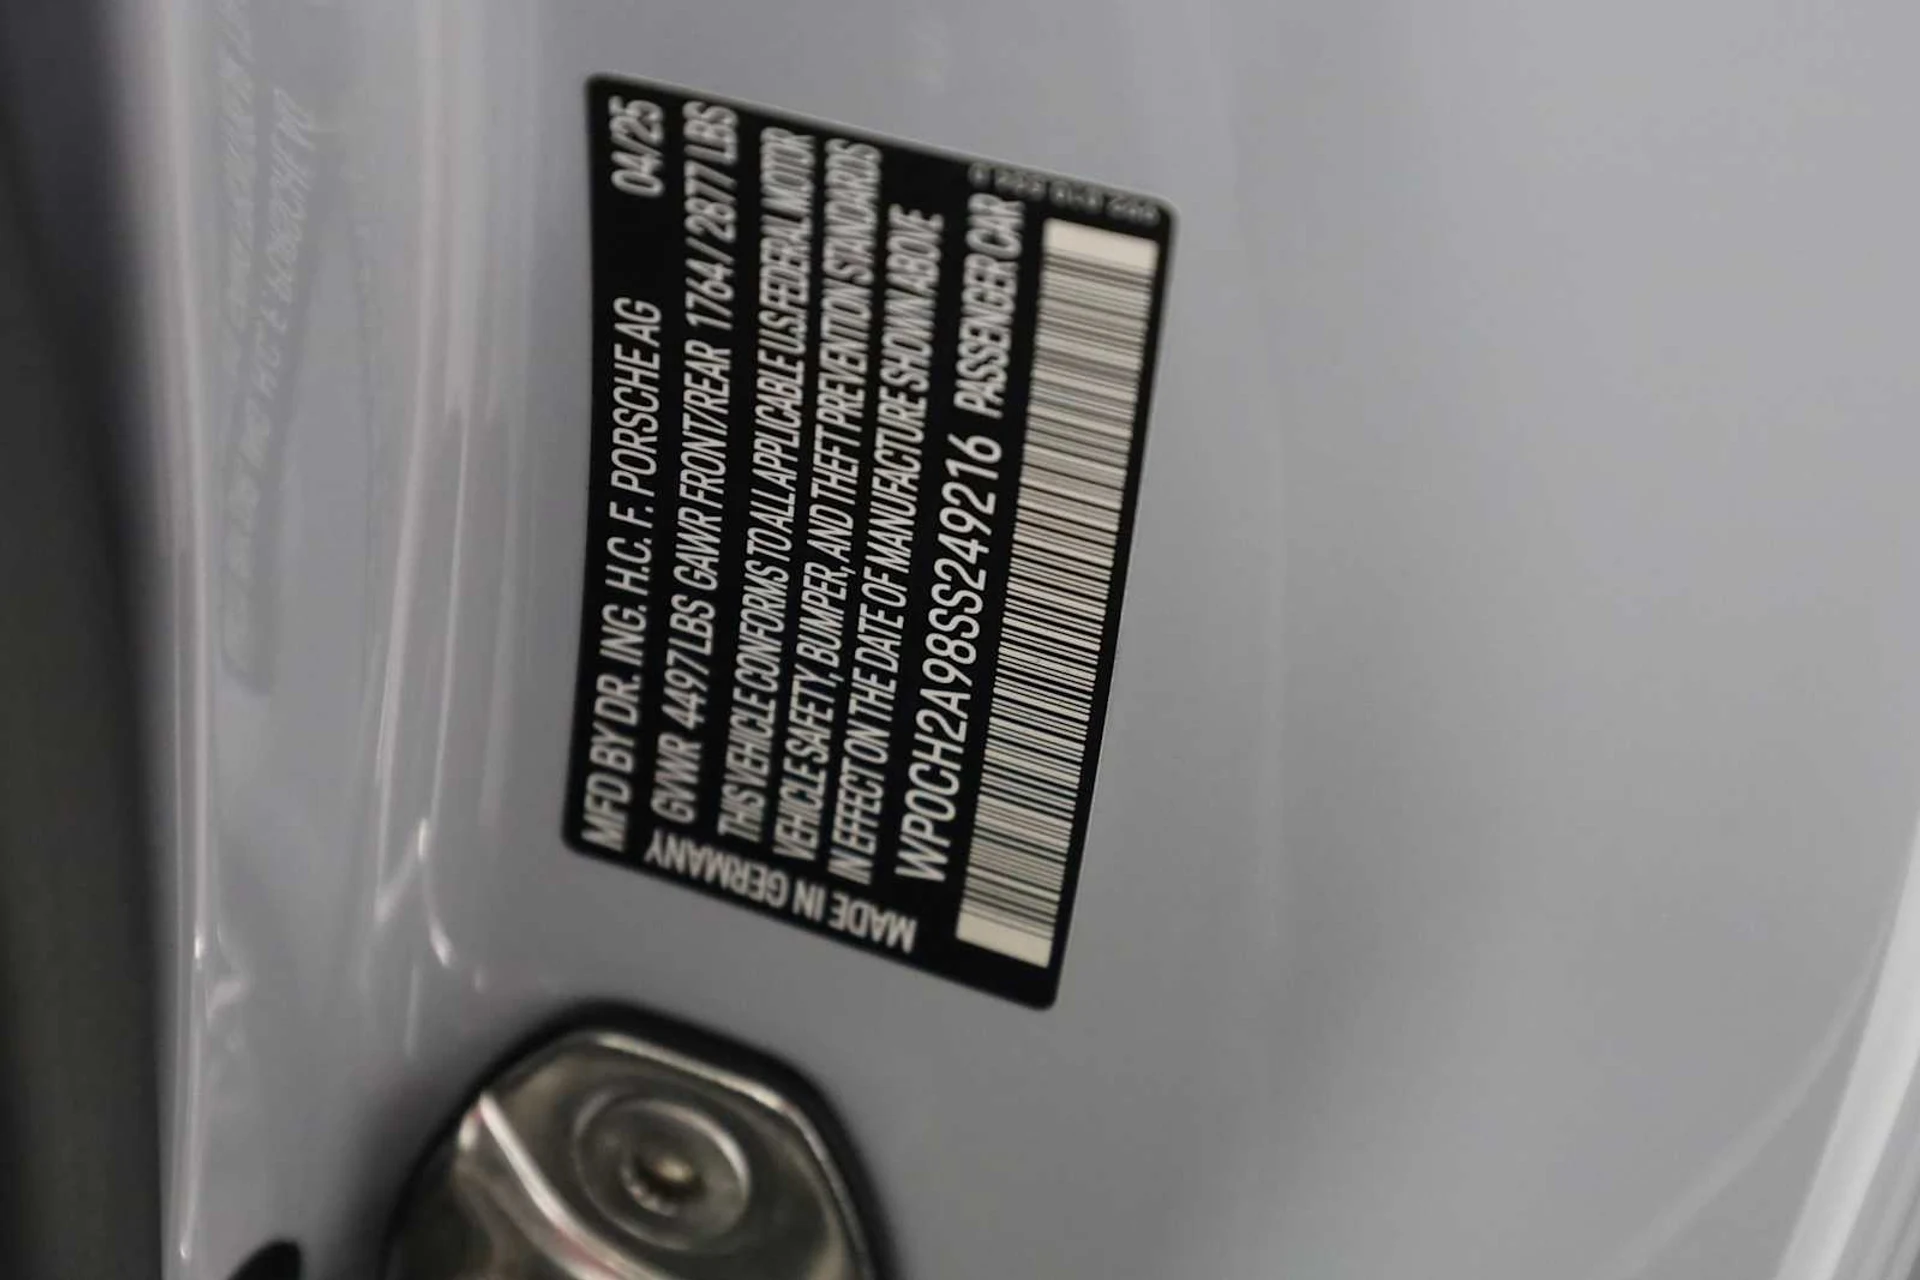 MFD BY DR. ING. H.C. F. PORSCHE AG 04/25
GVWR 4497 LBS GAWR FRONT/REAR 1764 / 2877 LBS
THIS VEHICLE CONFORMS TO ALL APPLICABLE U.S. FEDERAL MOTOR
VEHICLE SAFETY, BUMPER, AND THEFT PREVENTION STANDARDS
IN EFFECT ON THE DATE OF MANUFACTURE SHOWN ABOVE
WP0CH2A98SS249216 PASSENGER CAR
MADE IN GERMANY